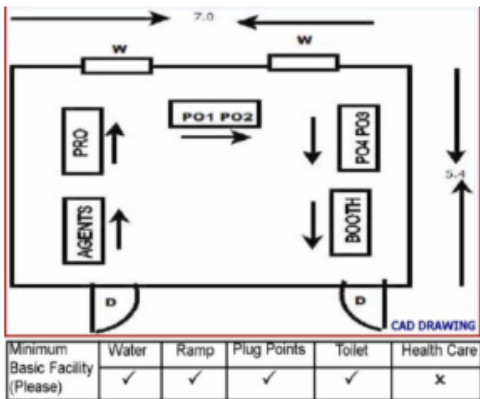 7.0
W
W
PO1 PO2
PRO
PO4 PO3
5.4
AGENTS
BOOTH
D
D
CAD DRAWING
Minimum Basic Facility (Please) Water Ramp Plug Points Toilet Health Care
✓ ✓ ✓ ✓ x